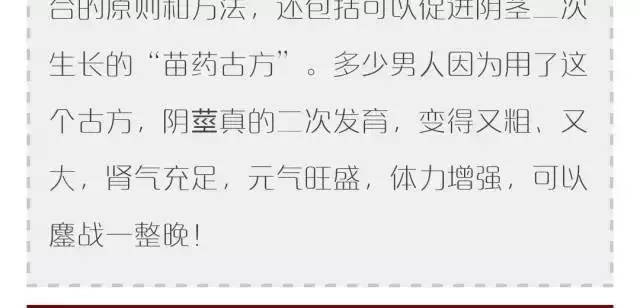 合的原则和方法，还包括可以促进阴茎二次
生长的“苗药古方”。多少男人因为用了这
个古方，阴莖真的二次发育，变得又粗、又
大，肾气充足，元气旺盛，体力增强，可以
鏖战一整晚！